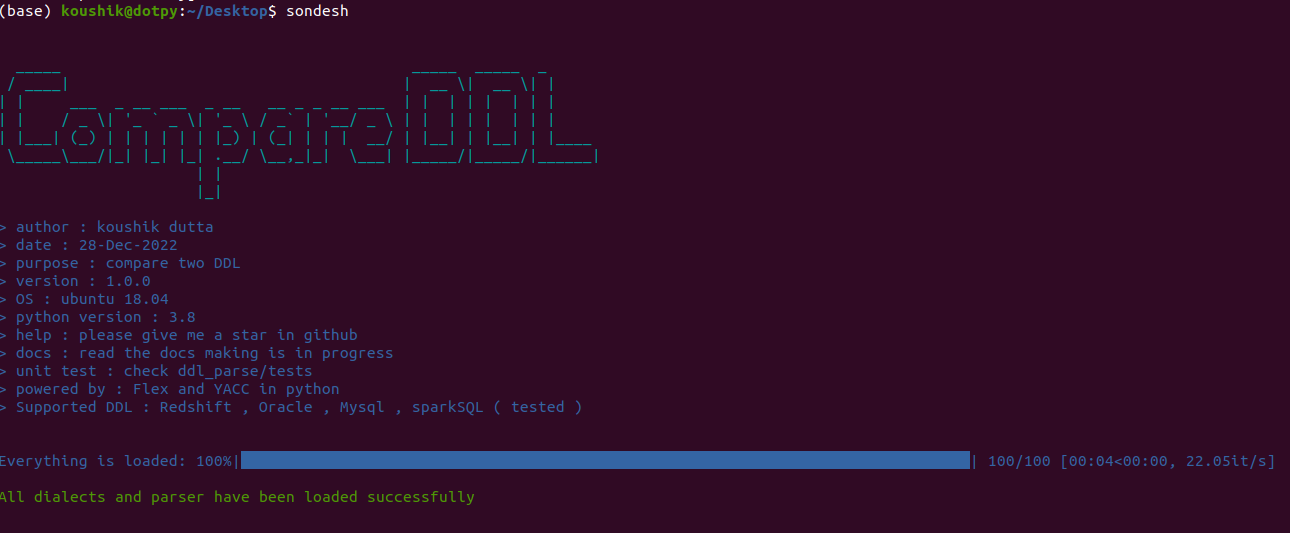 (base) koushik@dotpy:~/Desktop$ sondesh
CompareDDL
> author : koushik dutta
> date : 28-Dec-2022
> purpose : compare two DDL
> version : 1.0.0
> OS : ubuntu 18.04
> python version : 3.8
> help : please give me a star in github
> docs : read the docs making is in progress
> unit test : check ddl_parse/tests
> powered by : Flex and YACC in python
> Supported DDL : Redshift , Oracle , Mysql , sparkSQL ( tested )
Everything is loaded: 100%| | 100/100 [00:04<00:00, 22.05it/s]
All dialects and parser have been loaded successfully